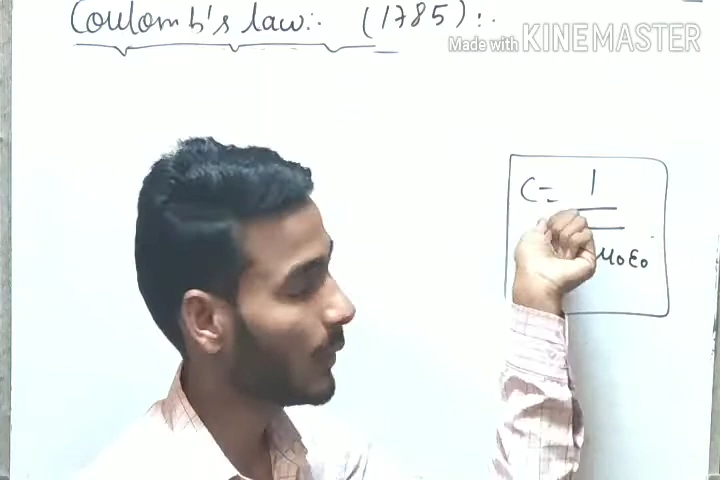 Coulomb's law:. (1785):.
Made with KINEMASTER
C = 1
μ0ε0